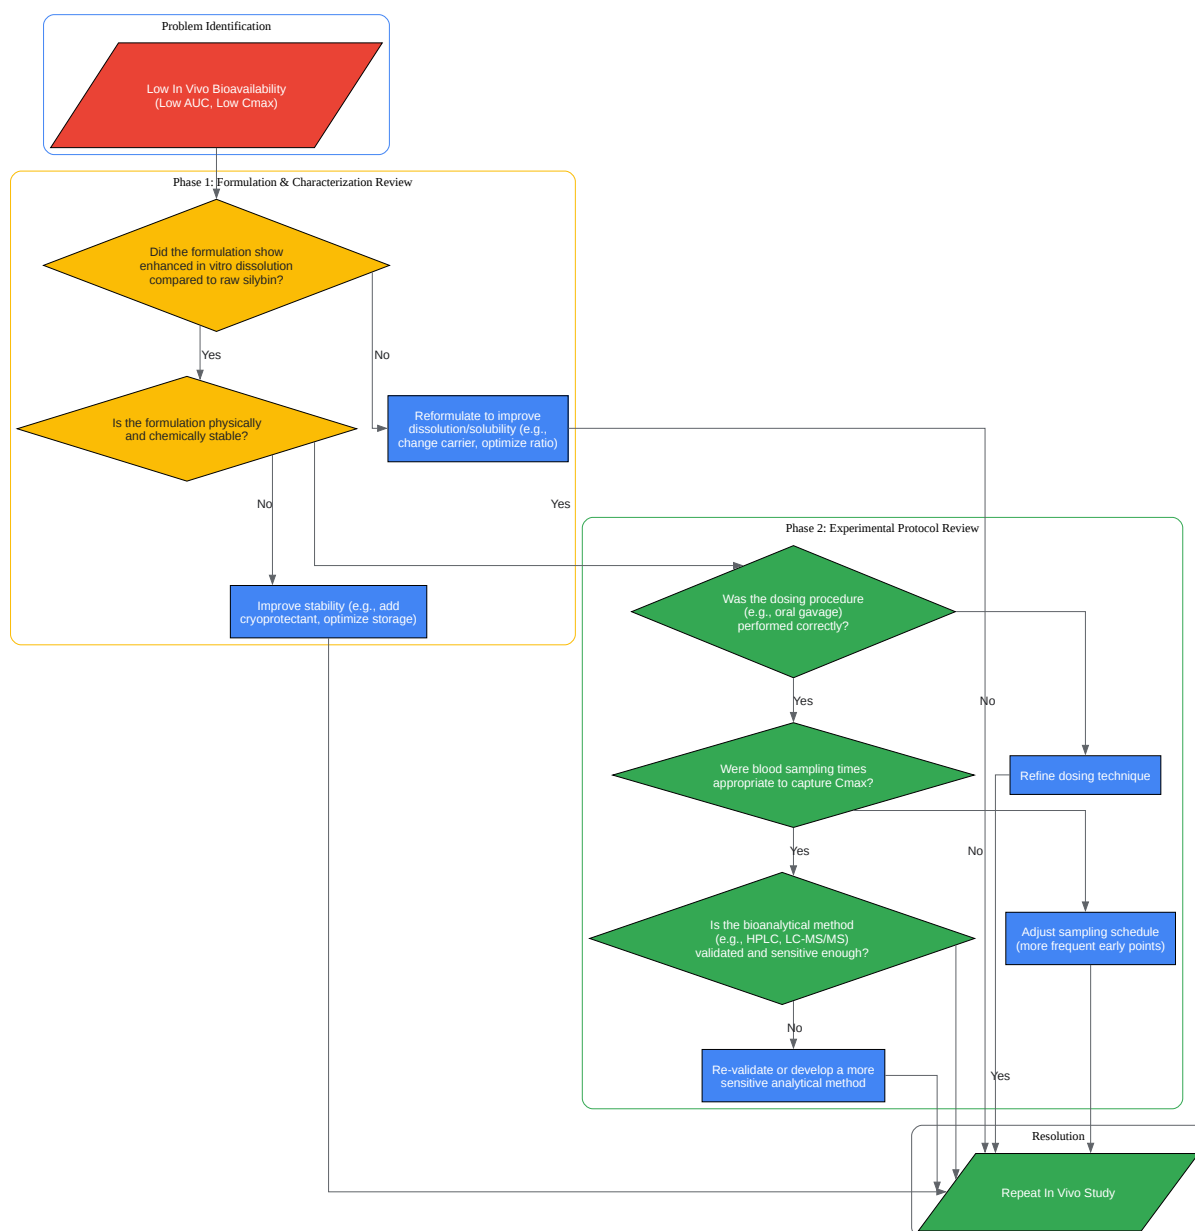 Problem Identification
Low In Vivo Bioavailability
(Low AUC, Low Cmax)
Phase 1: Formulation & Characterization Review
Did the formulation show
enhanced in vitro dissolution
compared to raw silybin?
Yes
No
Is the formulation physically
and chemically stable?
Reformulate to improve
dissolution/solubility (e.g.,
change carrier, optimize ratio)
No
Yes
Improve stability (e.g., add
cryoprotectant, optimize storage)
Phase 2: Experimental Protocol Review
Was the dosing procedure
(e.g., oral gavage)
performed correctly?
Yes
No
Were blood sampling times
appropriate to capture Cmax?
Refine dosing technique
Yes
No
Is the bioanalytical method
(e.g., HPLC, LC-MS/MS)
validated and sensitive enough?
Adjust sampling schedule
(more frequent early points)
No
Re-validate or develop a more
sensitive analytical method
Yes
Resolution
Repeat In Vivo Study